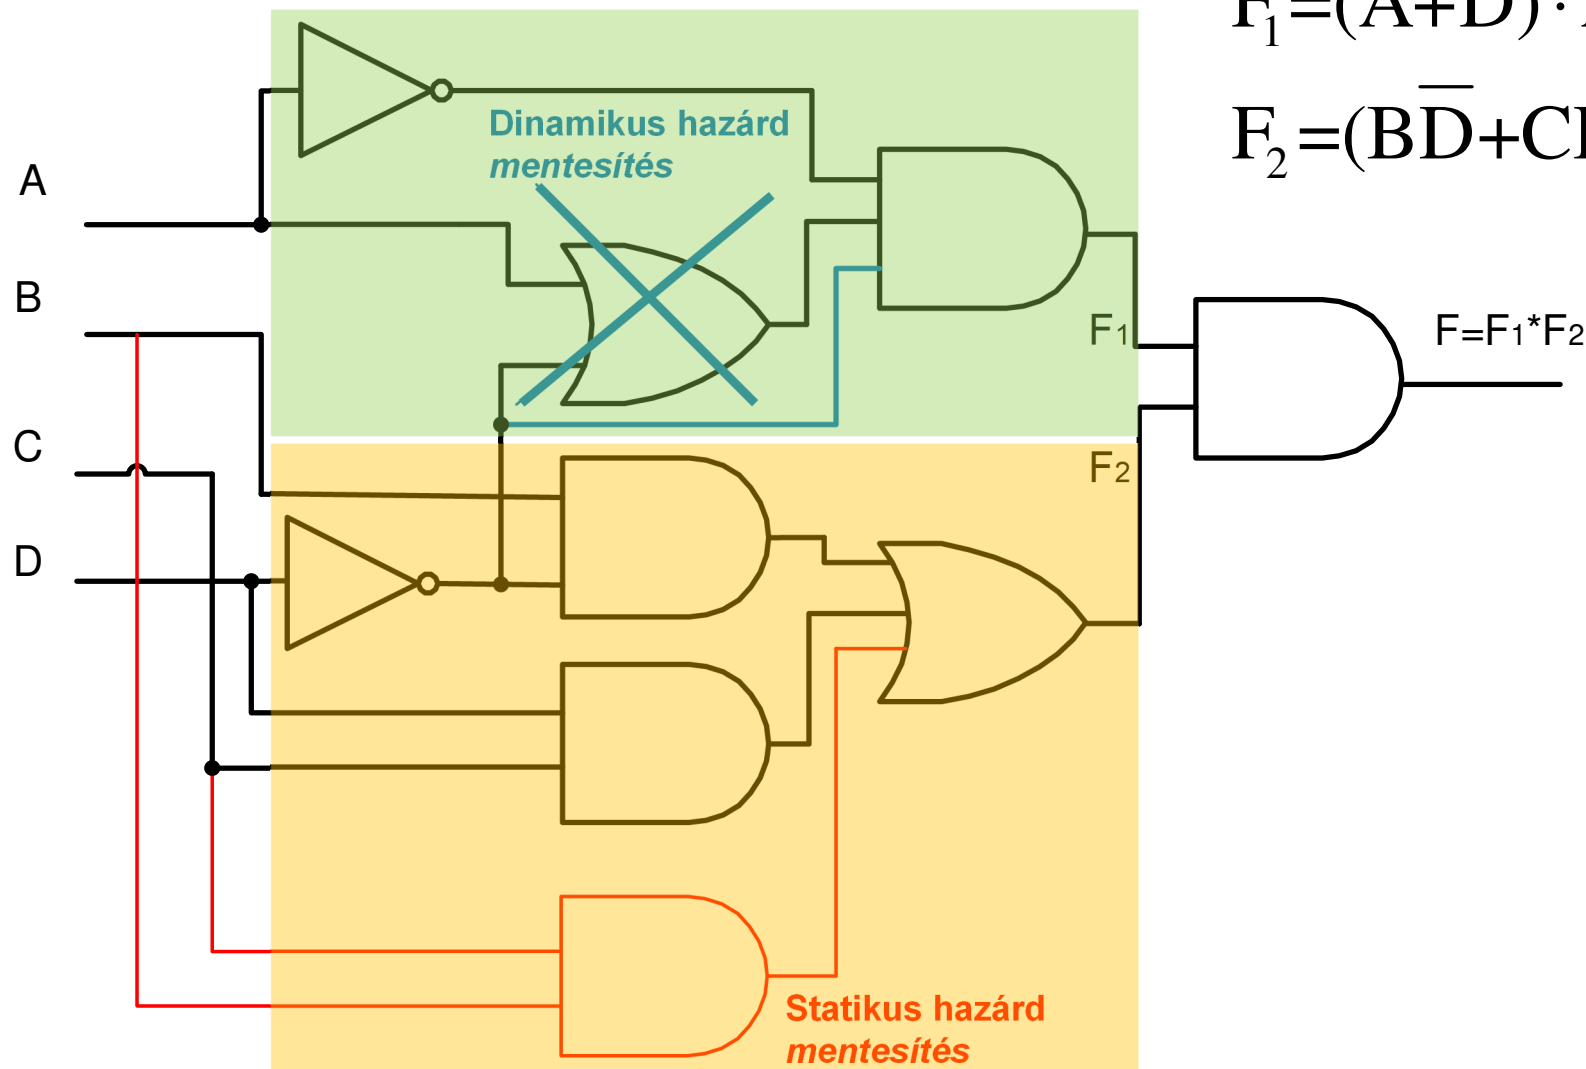 F₁=(A+D)·
F₂=(BD̅+C
Dinamikus hazárd
mentesítés
A
B
C
D
F₁
F=F₁*F₂
F₂
Statikus hazárd
mentesítés